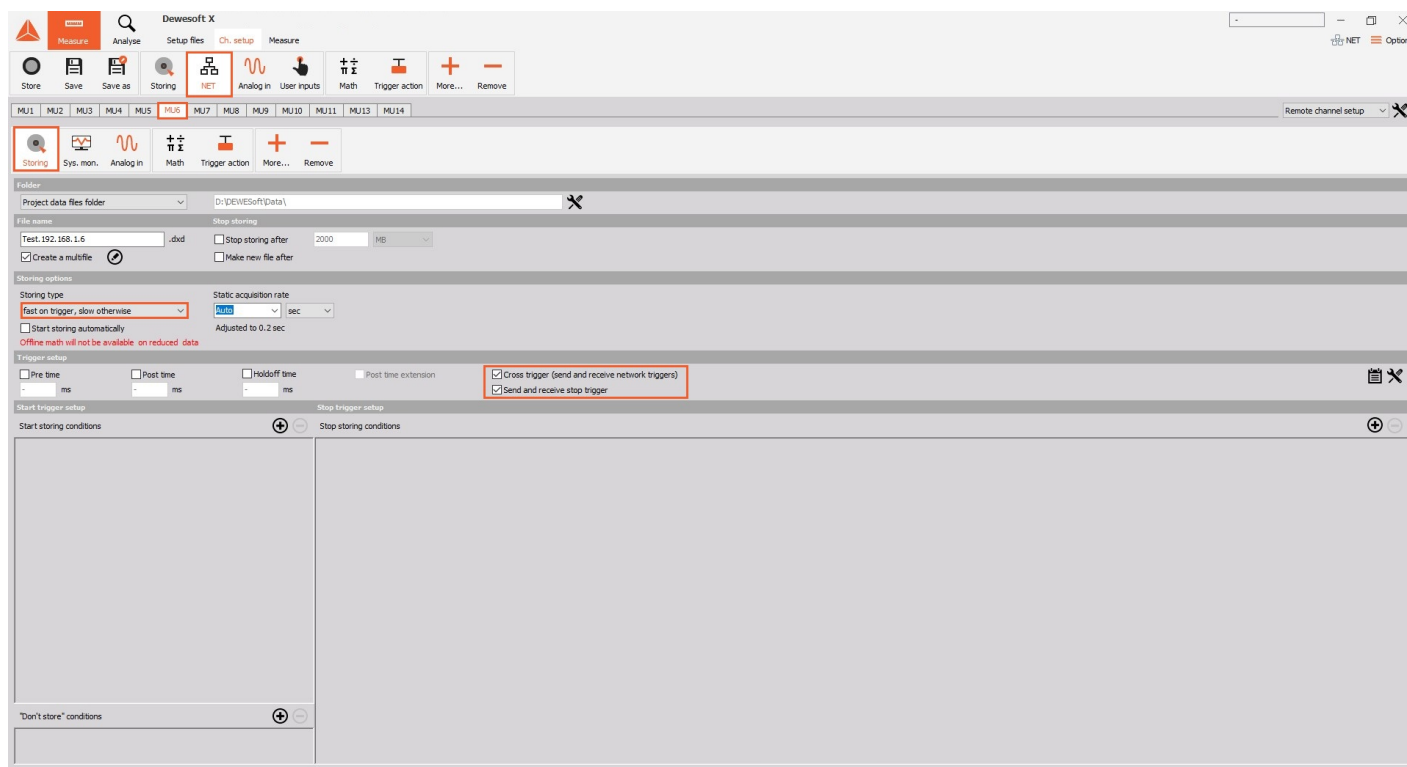 Dewesoft X
-
Measure Analyse Setup files Ch. setup Measure
NET Option
Store Save Save as Storing NET Analog in User inputs Math Trigger action More... Remove
MU1 MU2 MU3 MU4 MU5 MU6 MU7 MU8 MU9 MU10 MU11 MU13 MU14 Remote channel setup
Storing Sys. mon. Analog in Math Trigger action More... Remove
Folder
Project data files folder D:\DEWESoft\Data\
File name Stop storing
Test.192.168.1.6 .dxd Stop storing after 2000 MB
Create a multifile Make new file after
Storing options
Storing type Static acquisition rate
fast on trigger, slow otherwise Auto sec
Start storing automatically Adjusted to 0.2 sec
Offline math will not be available on reduced data
Trigger setup
Pre time Post time Holdoff time Post time extension Cross trigger (send and receive network triggers)
- ms - ms - ms Send and receive stop trigger
Start trigger setup Stop trigger setup
Start storing conditions Stop storing conditions
"Don't store" conditions